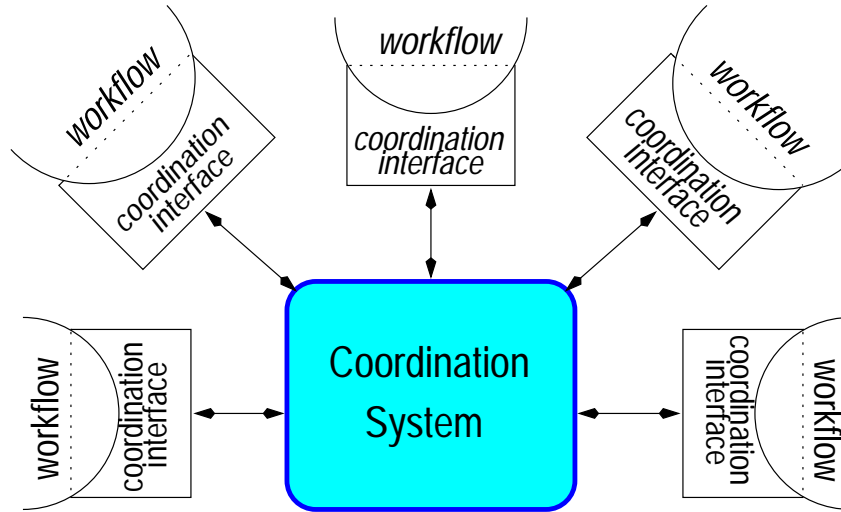 workflow
coordination
interface
workflow
coordination
interface
workflow
coordination
interface
workflow
coordination
interface
Coordination
System
coordination
interface
workflow